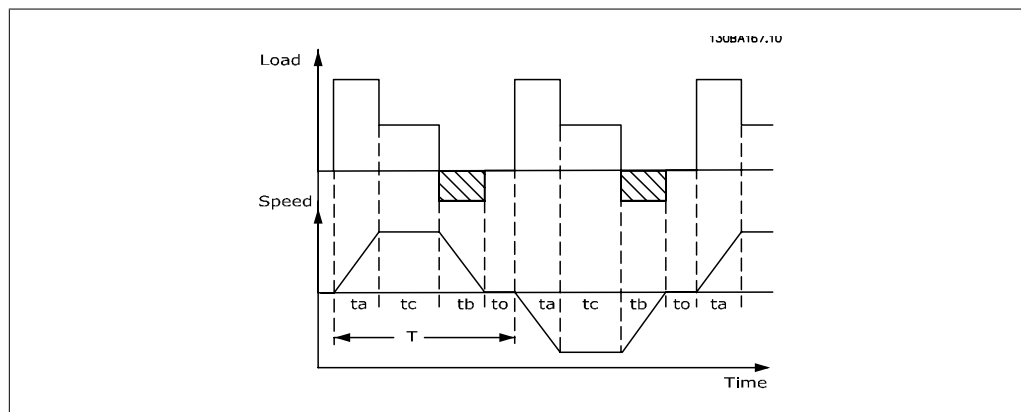 130BA167.10
Load
Speed
ta tc tb to ta tc tb to ta
T
Time